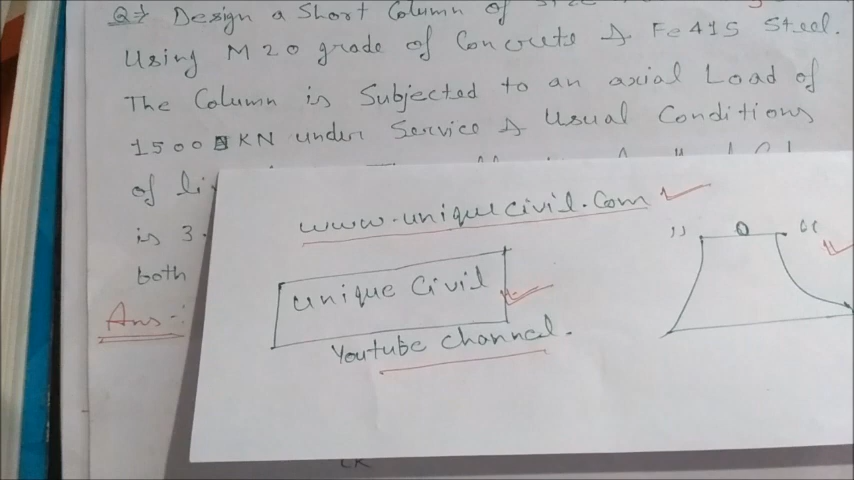 Q⇒ Design a Short Column of
Using M20 grade of Concrete & Fe415 Steel.
The Column is Subjected to an axial Load of
1500 KN under Service & Usual Conditions
of
is 3.
both
Ans-:
www.uniquecivil.com
unique Civil
Youtube channel.